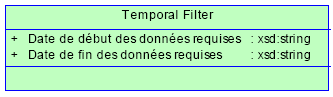 Temporal Filter
+ Date de début des données requises : xsd:string
+ Date de fin des données requises : xsd:string